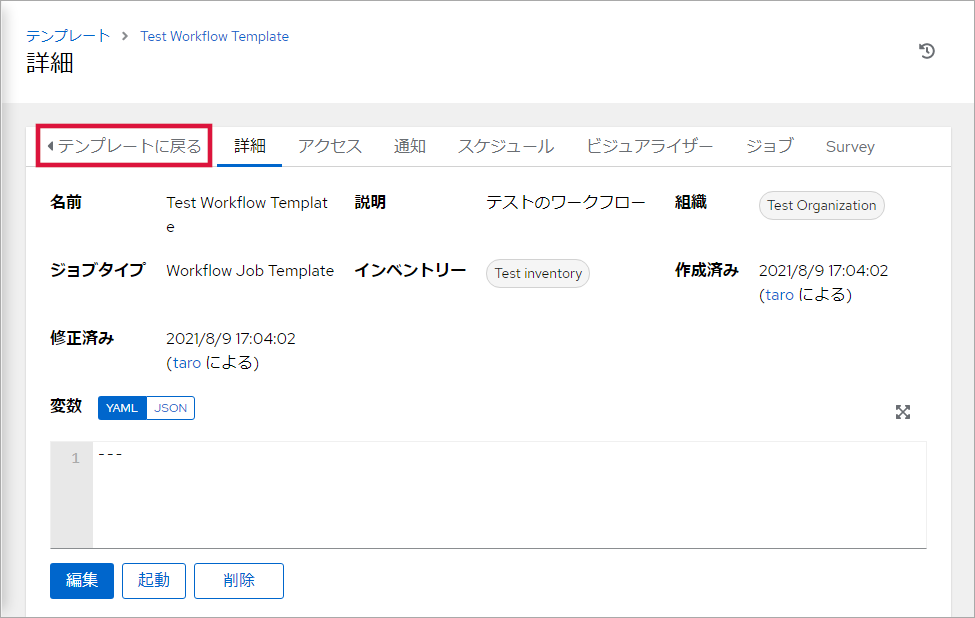 テンプレート > Test Workflow Template
詳細
テンプレートに戻る 詳細 アクセス 通知 スケジュール ビジュアライザー ジョブ Survey
名前 Test Workflow Templat
e
説明 テストのワークフロー
組織 Test Organization
ジョブタイプ Workflow Job Template
インベントリー Test inventory
作成済み 2021/8/9 17:04:02
(taro による)
修正済み 2021/8/9 17:04:02
(taro による)
変数 YAML JSON
1 ---
編集 起動 削除